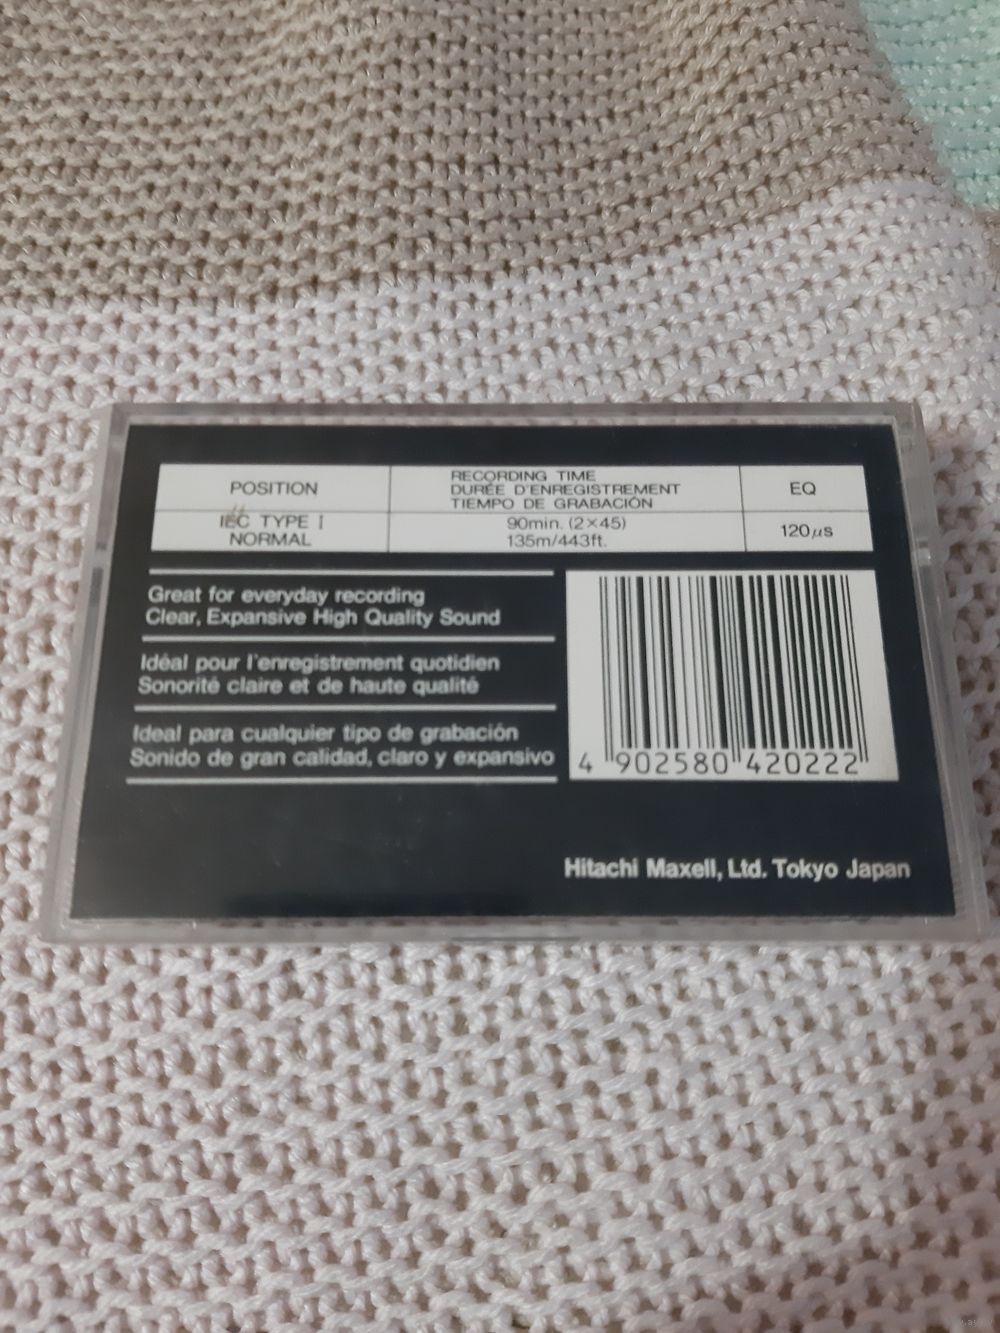 POSITION
RECORDING TIME
DURÉE D'ENREGISTREMENT
TIEMPO DE GRABACIÓN
EQ
IEC TYPE I
NORMAL
90min. (2×45)
135m/443ft.
120μs
Great for everyday recording
Clear, Expansive High Quality Sound
Idéal pour l'enregistrement quotidien
Sonorité claire et de haute qualité
Ideal para cualquier tipo de grabación
Sonido de gran calidad, claro y expansivo
4 902580 420222
Hitachi Maxell, Ltd. Tokyo Japan